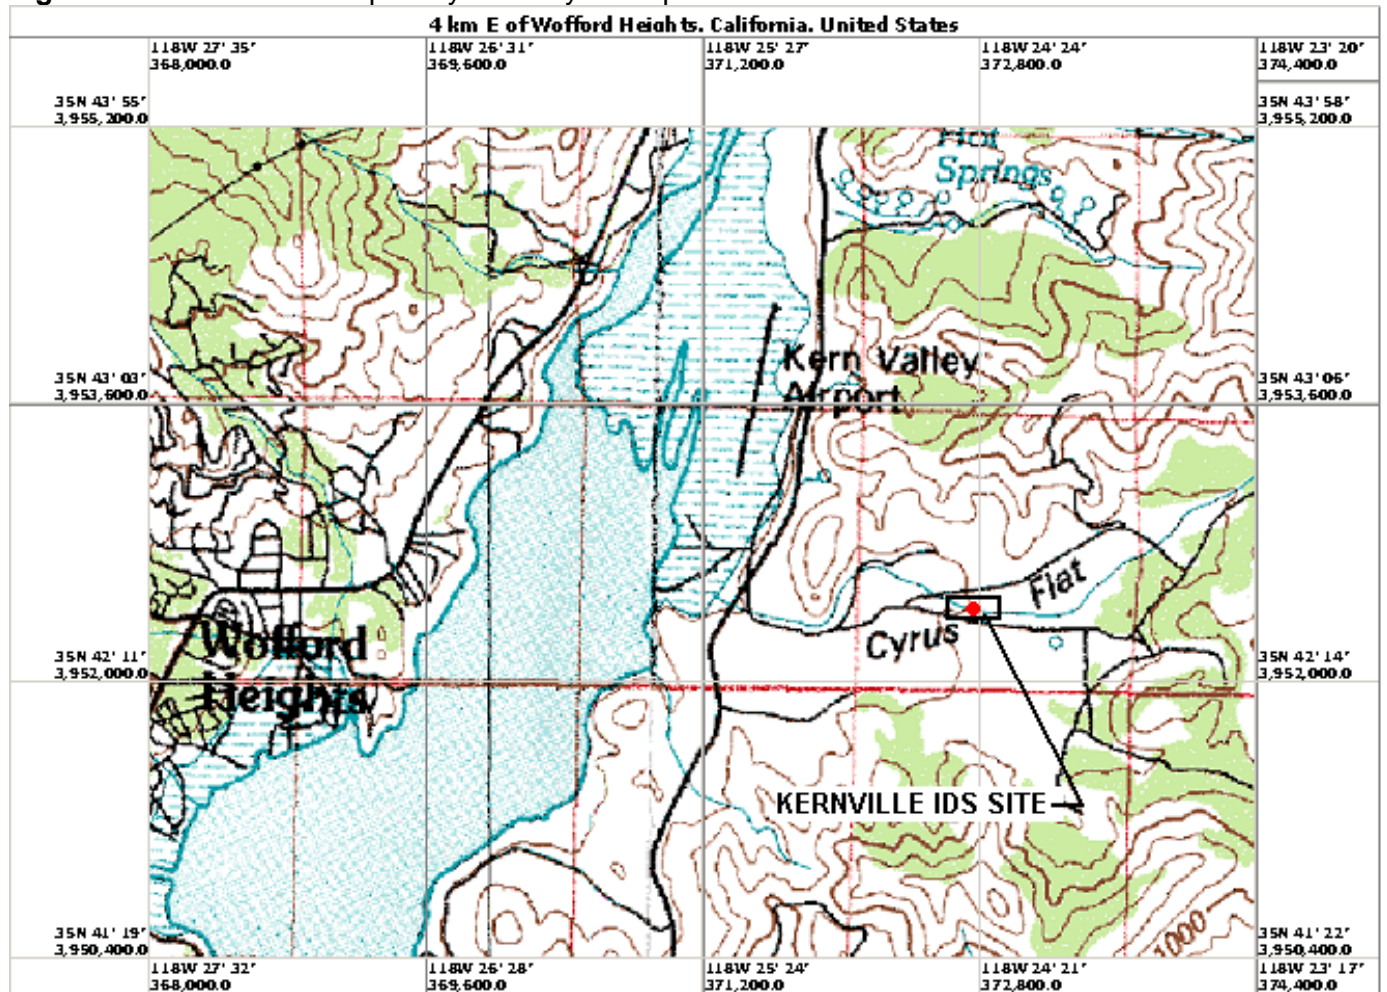 4 km E of Wofford Heights, California, United States
118W 27' 35" 118W 26' 31" 118W 25' 27" 118W 24' 24" 118W 23' 20"
368,000.0 369,600.0 371,200.0 372,800.0 374,400.0
35N 43' 55" 35N 43' 58"
3,955,200.0 3,955,200.0
Hot
Springs
Kern Valley
Airport
35N 43' 03" 35N 43' 06"
3,953,600.0 3,953,600.0
Flat
Cyrus
Wofford
Heights
35N 42' 11" 35N 42' 14"
3,952,000.0 3,952,000.0
KERNVILLE IDS SITE
1000
35N 41' 19" 35N 41' 22"
3,950,400.0 3,950,400.0
118W 27' 32" 118W 26' 28" 118W 25' 24" 118W 24' 21" 118W 23' 17"
368,000.0 369,600.0 371,200.0 372,800.0 374,400.0